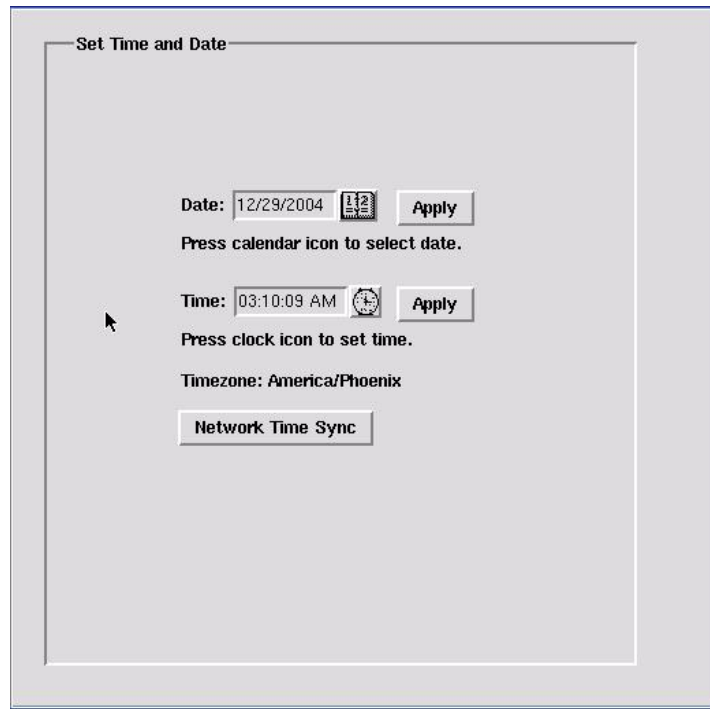 Set Time and Date
Date: 12/29/2004 Apply
Press calendar icon to select date.
Time: 03:10:09 AM Apply
Press clock icon to set time.
Timezone: America/Phoenix
Network Time Sync